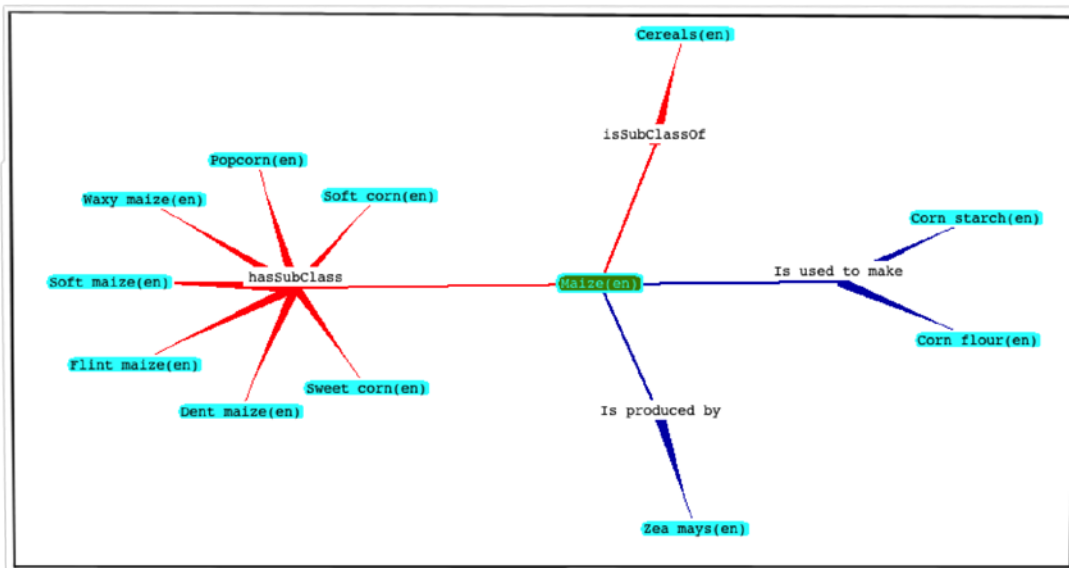 Cereals(en)
isSubClassOf
Popcorn(en)
Soft corn(en)
Waxy maize(en)
Corn starch(en)
hasSubClass
Is used to make
Soft maize(en)
Maize(en)
Corn flour(en)
Flint maize(en)
Sweet corn(en)
Dent maize(en)
Is produced by
Zea mays(en)